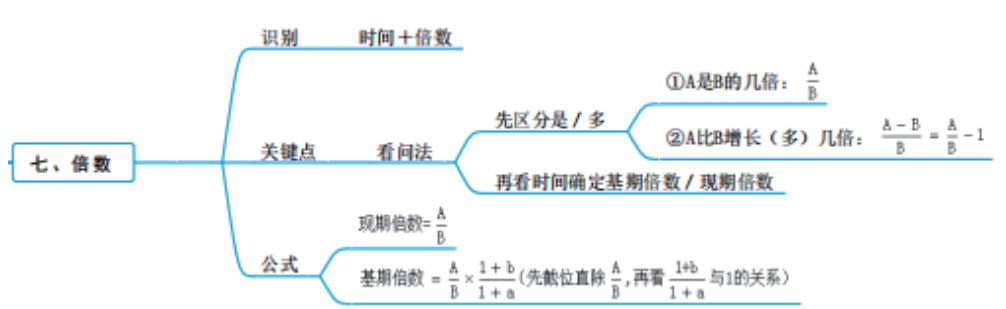 七、倍数
识别
时间＋倍数
关键点
看问法
先区分是 / 多
①A是B的几倍： A/B
②A比B增长（多）几倍： (A－B)/B = A/B －1
再看时间确定基期倍数 / 现期倍数
公式
现期倍数= A/B
基期倍数 = A/B × (1 + b)/(1 + a) (先截位直除 A/B ,再看 (1+b)/(1 + a) 与1的关系)